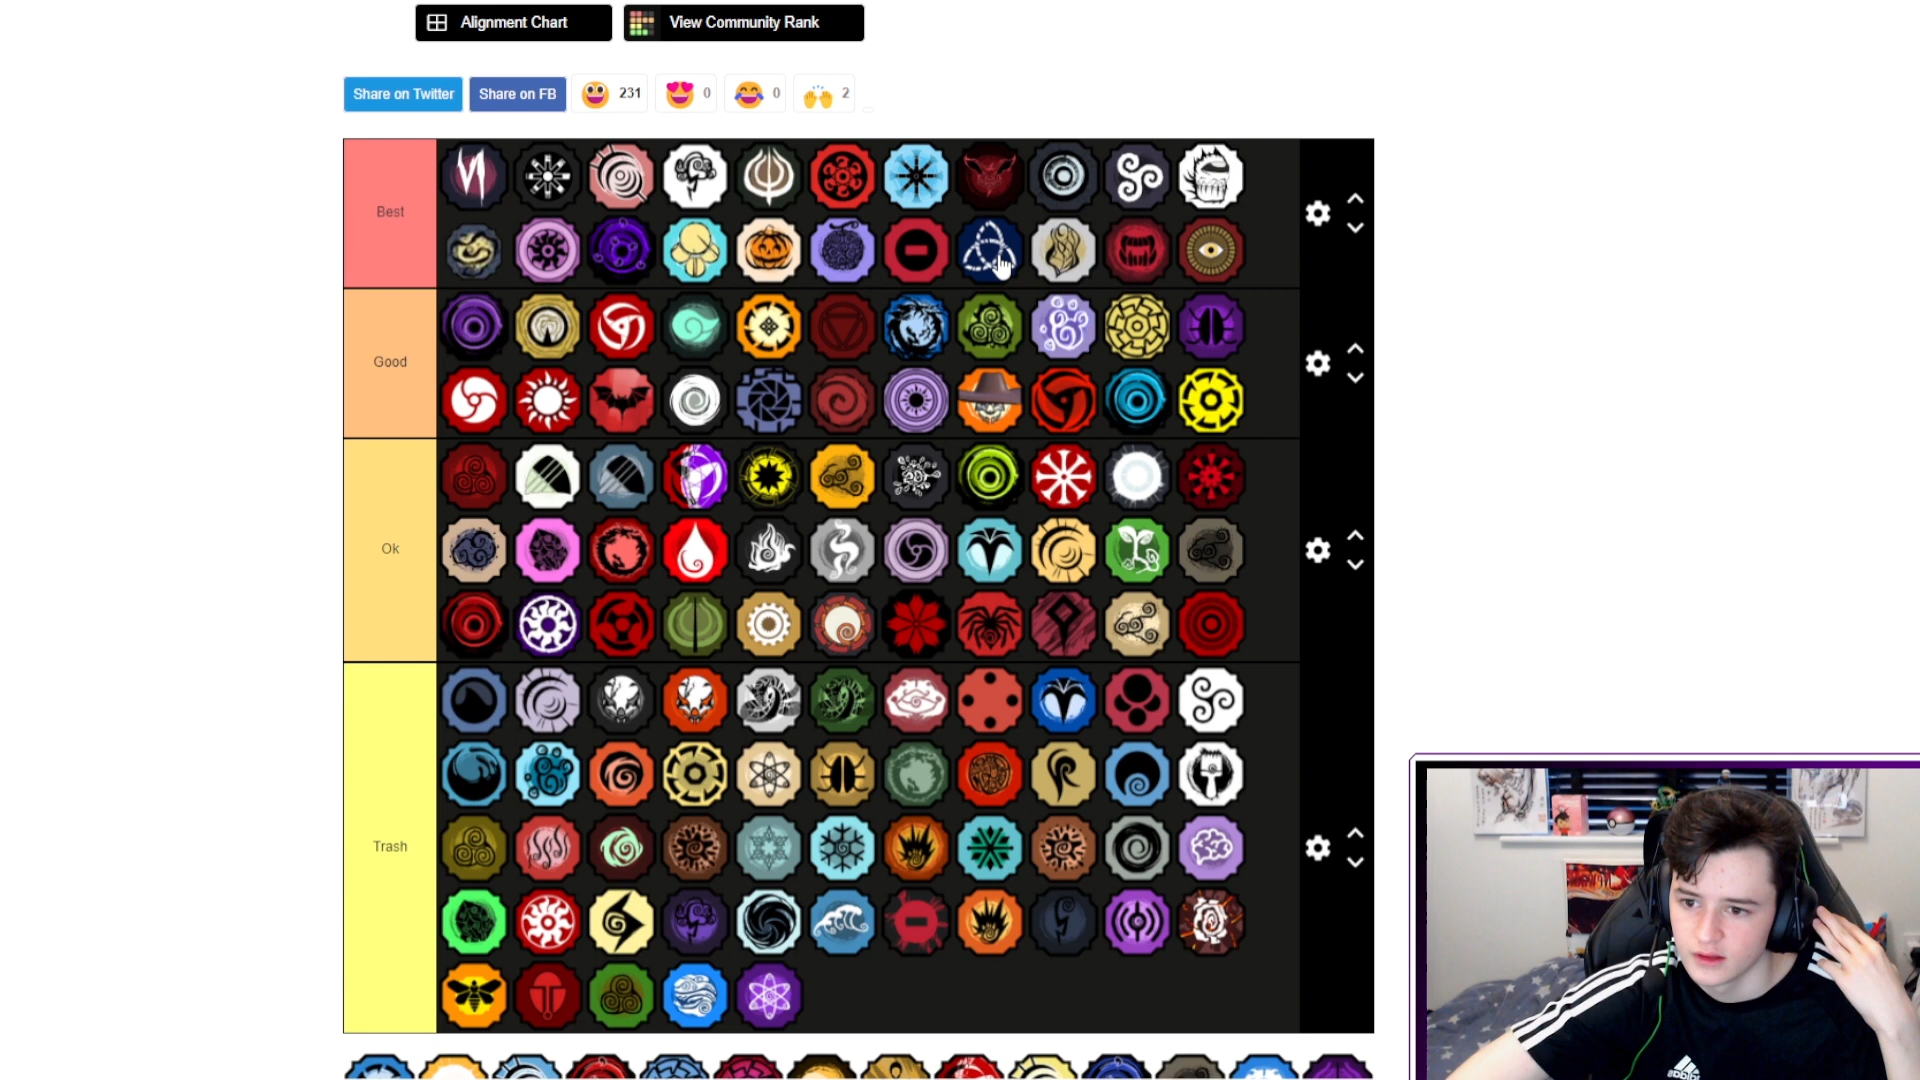 Alignment Chart
View Community Rank
Share on Twitter
Share on FB
231
0
0
2
Best
Good
Ok
Trash
adidas